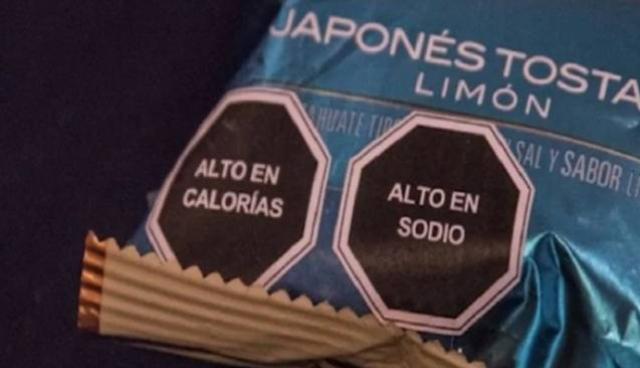 JAPONÉS TOSTA
LIMÓN
SAL Y SABOR
ALTO EN
CALORÍAS
ALTO EN
SODIO